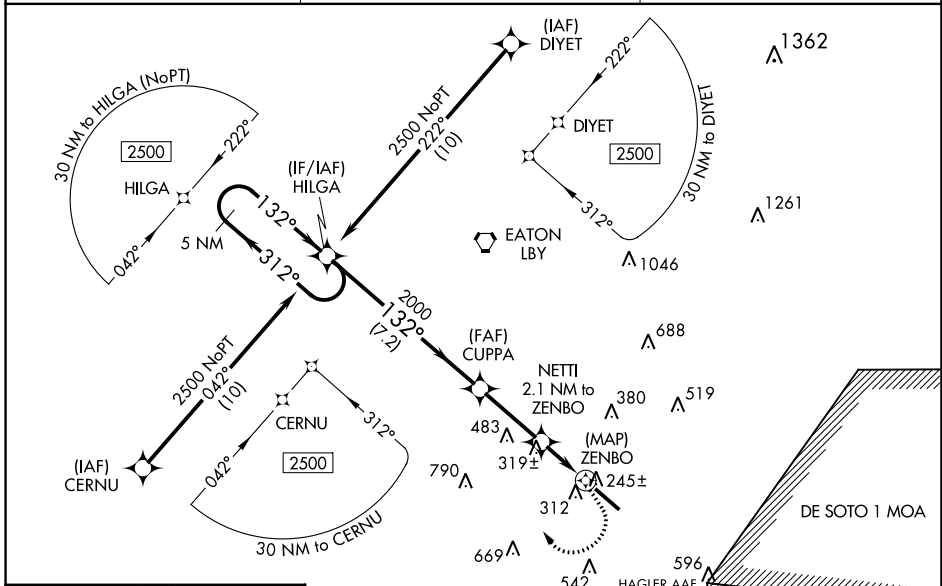 (IAF)
DIYET
1362
30 NM to HILGA (NoPT)
2500
222°
HILGA
042°
2500 NoPT
222°
(10)
222°
DIYET
2500
30 NM to DIYET
312°
(IF/IAF)
HILGA
132°
5 NM
312°
EATON
LBY
1261
1046
2000
132°
(7.2)
(FAF)
CUPPA
688
NETTI
2.1 NM to
ZENBO
380
519
2500 NoPT
042°
(10)
CERNU
312°
042°
2500
30 NM to CERNU
(IAF)
CERNU
483
319±
(MAP)
ZENBO
790
245±
312
DE SOTO 1 MOA
669
542
596
HAGLER AAF